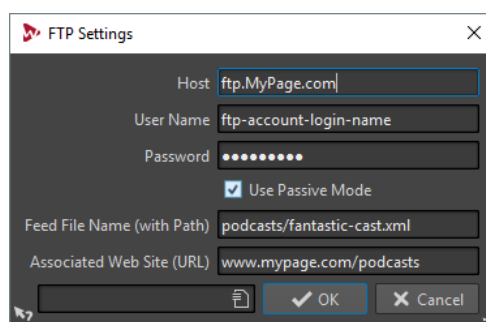 FTP Settings
Host ftp.MyPage.com
User Name ftp-account-login-name
Password •••••••••
Use Passive Mode
Feed File Name (with Path) podcasts/fantastic-cast.xml
Associated Web Site (URL) www.mypage.com/podcasts
OK Cancel